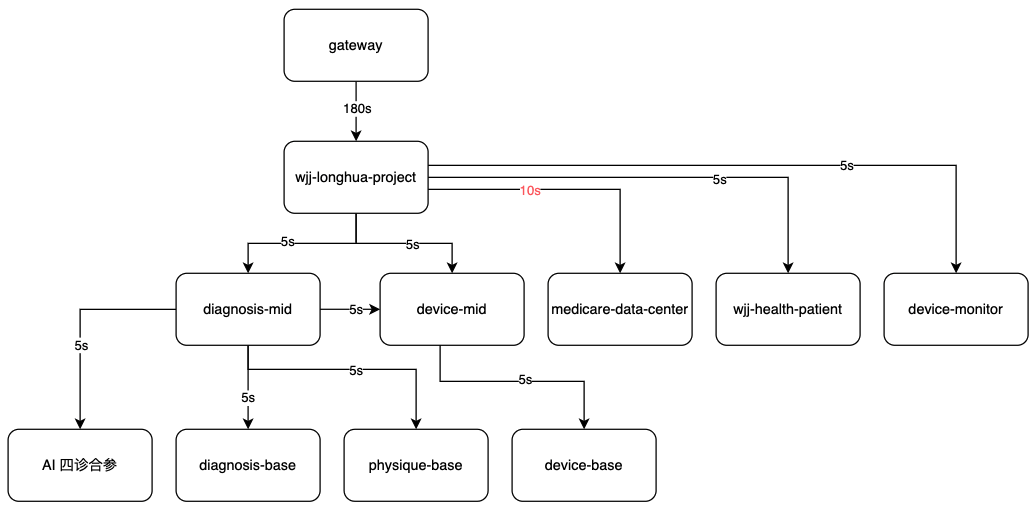 gateway
180s
wjj-longhua-project
5s
5s
10s
5s
5s
diagnosis-mid
5s
device-mid
medicare-data-center
wjj-health-patient
device-monitor
5s
5s
5s
5s
AI 四诊合参
diagnosis-base
physique-base
device-base